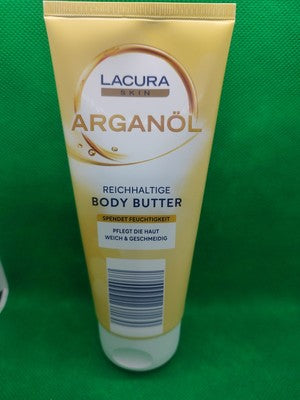 LACURA
SKIN
ARGANÖL
REICHHALTIGE
BODY BUTTER
SPENDET FEUCHTIGKEIT
PFLEGT DIE HAUT
WEICH & GESCHMEIDIG